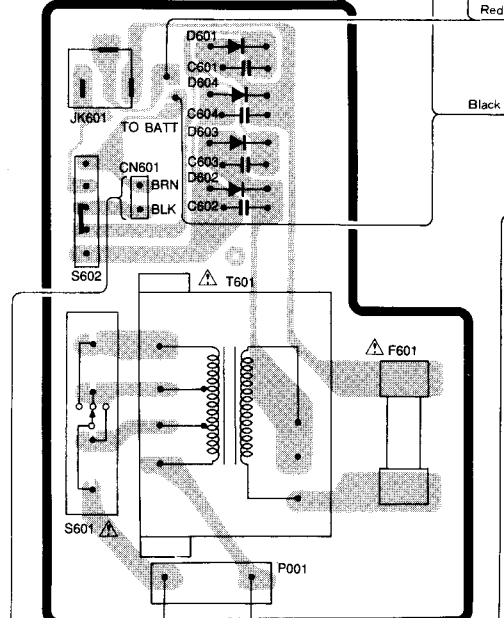 Red
D601
C601
D604
JK601
Black
C604
TO BATT
D603
CN601
C603
BRN
D602
BLK
C602
S602
T601
F601
S601
P001